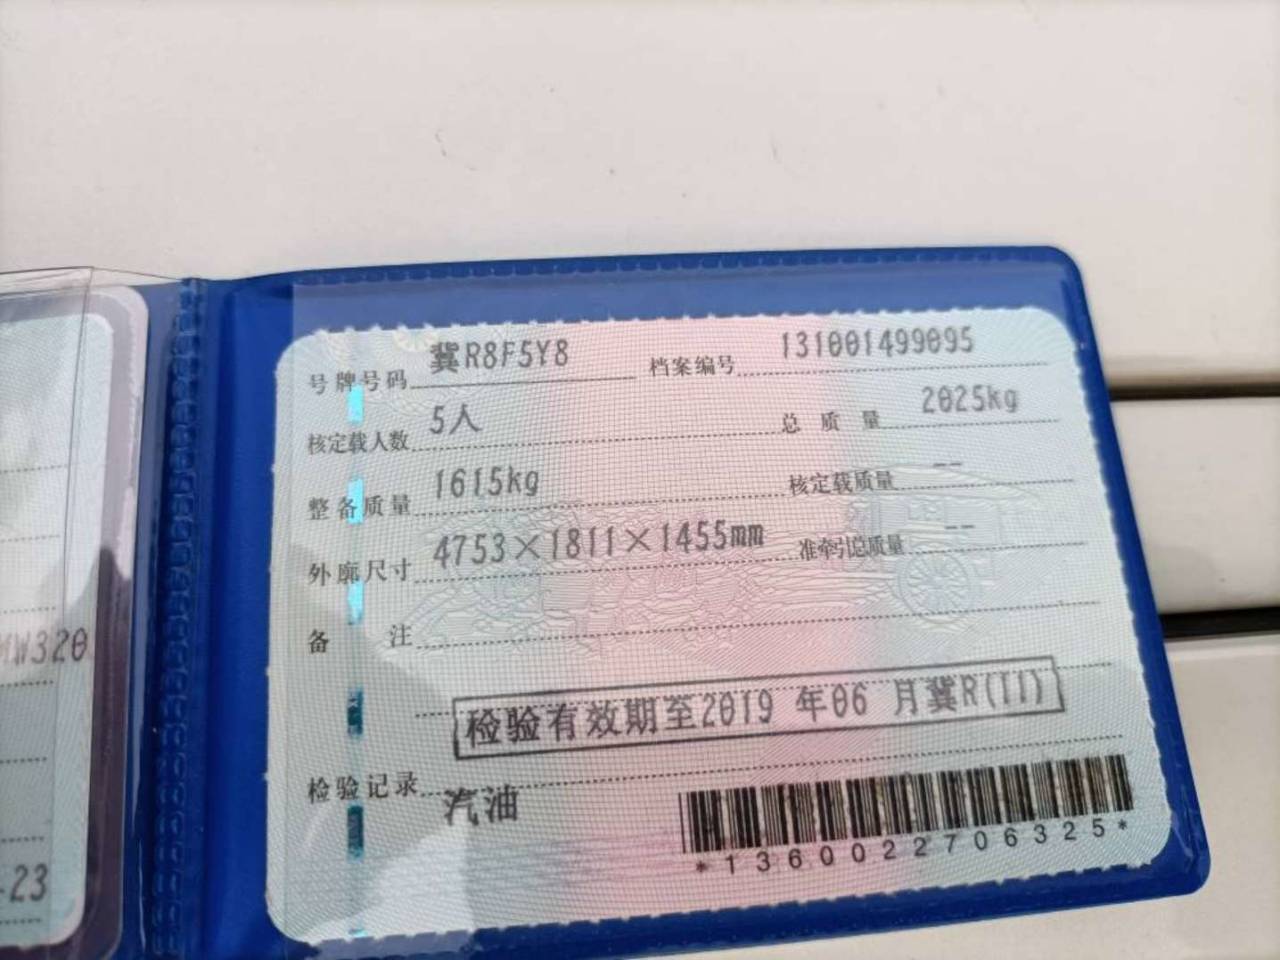 号牌号码 冀R8F5Y8 档案编号 131001499095
核定载人数 5人 总质量 2025kg
整备质量 1615kg 核定载质量 --
外廓尺寸 4753×1811×1455mm 准牵引总质量 --
备注
检验有效期至2019 年06 月冀R(II)
检验记录
汽油
*1360022706325*
MW320
-23